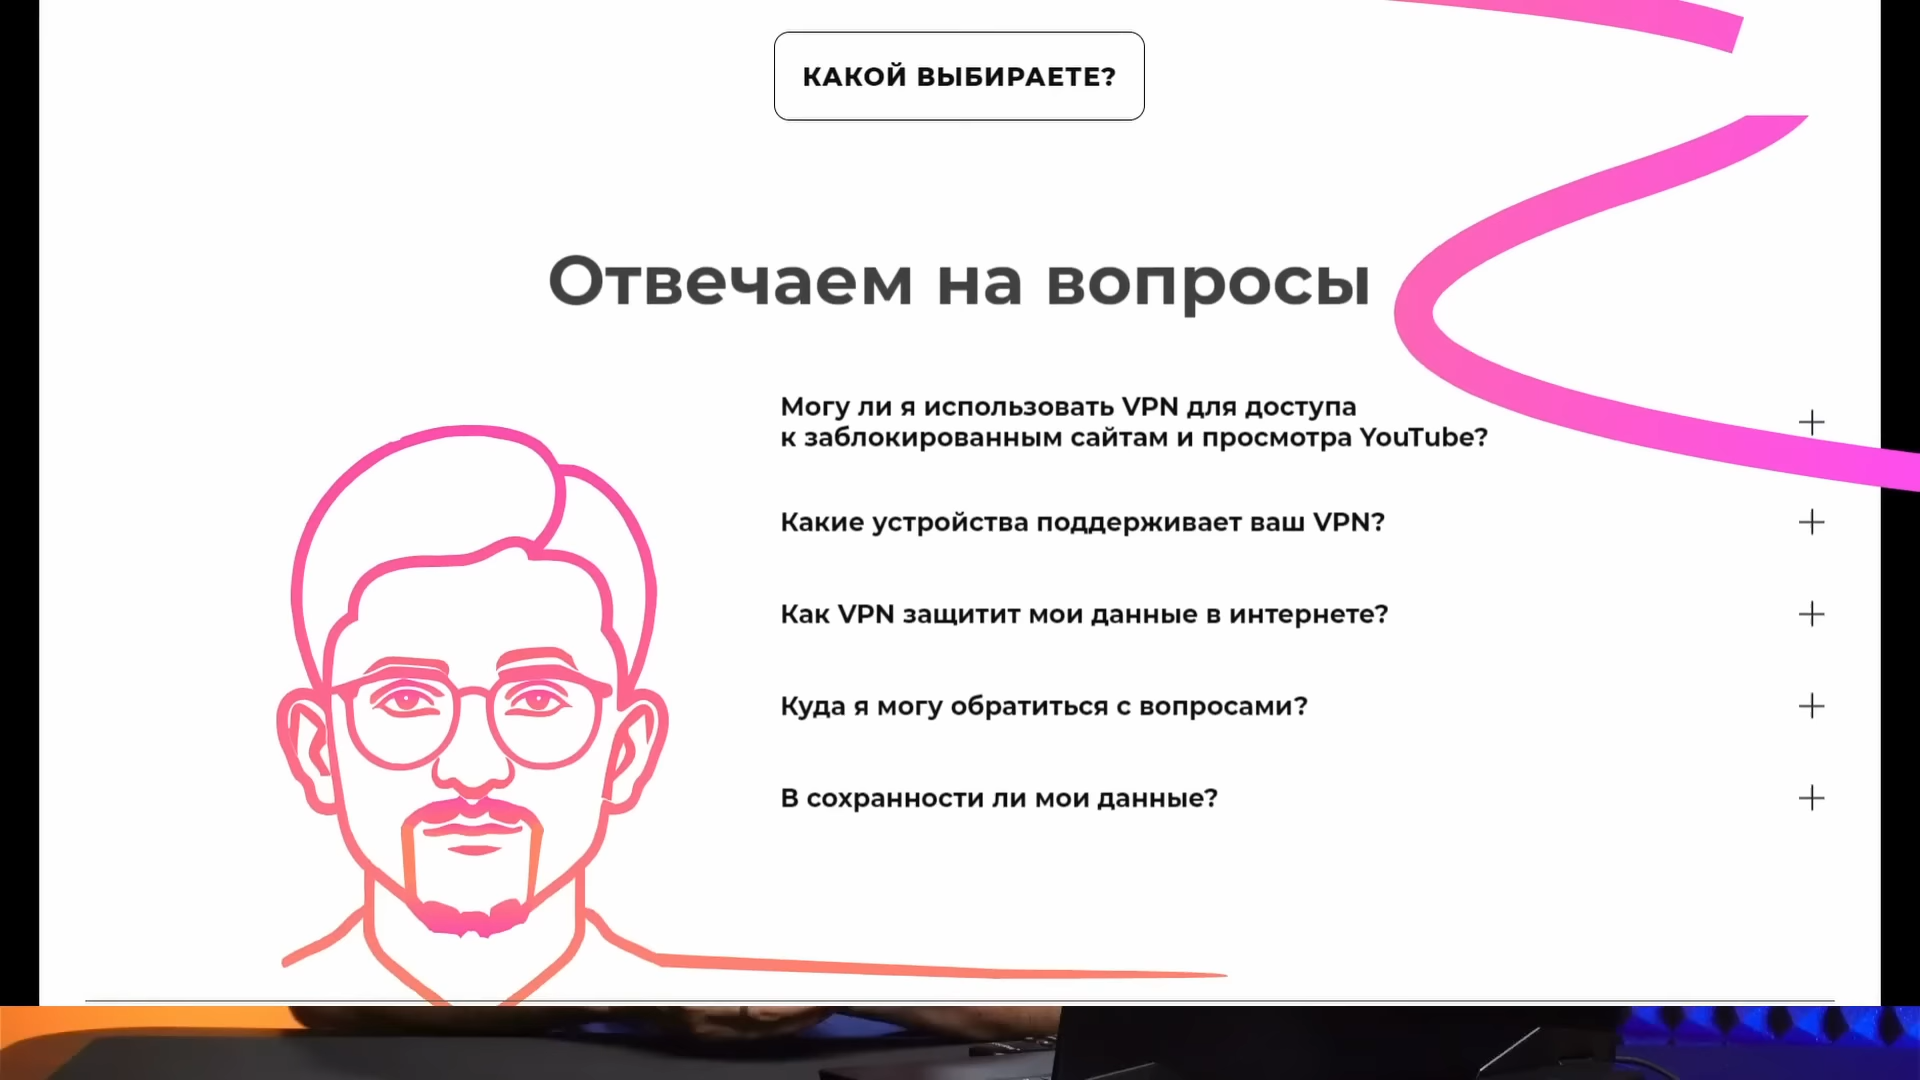 КАКОЙ ВЫБИРАЕТЕ?
Отвечаем на вопросы
Могу ли я использовать VPN для доступа
к заблокированным сайтам и просмотра YouTube?
Какие устройства поддерживает ваш VPN?
Как VPN защитит мои данные в интернете?
Куда я могу обратиться с вопросами?
В сохранности ли мои данные?